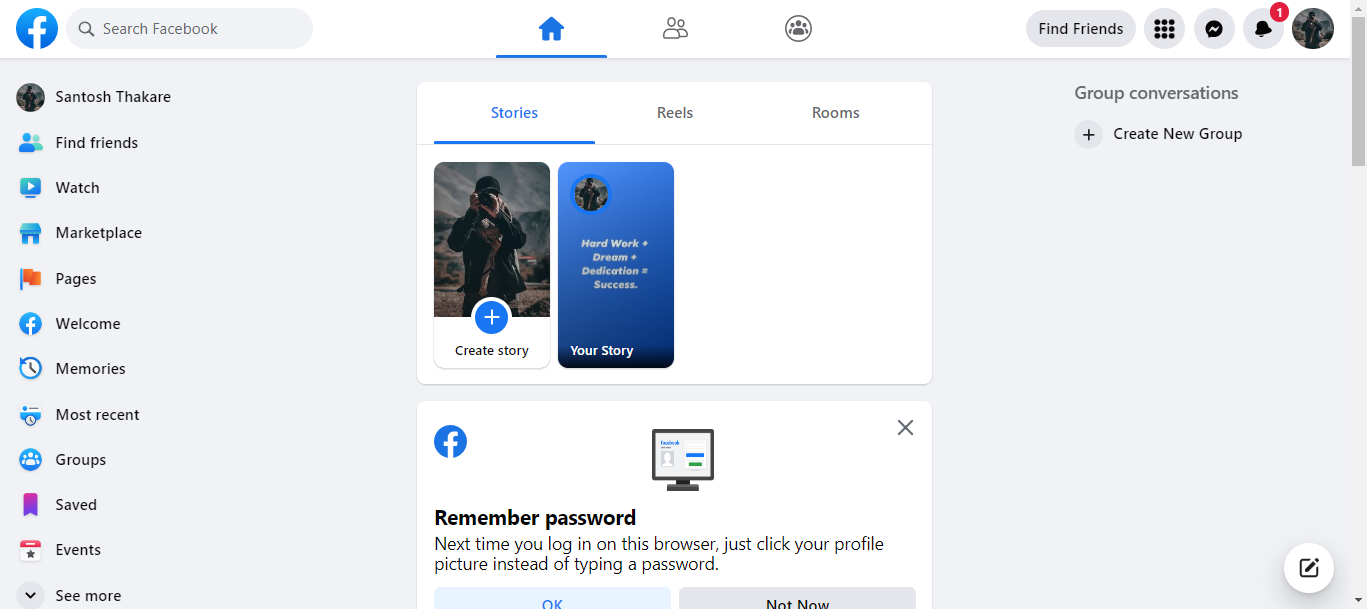 Search Facebook
Find Friends
1
Santosh Thakare
Find friends
Watch
Marketplace
Pages
Welcome
Memories
Most recent
Groups
Saved
Events
See more
Stories
Reels
Rooms
Create story
Hard Work +
Dream +
Dedication =
Success.
Your Story
Facebook
Remember password
Next time you log in on this browser, just click your profile
picture instead of typing a password.
OK
Not Now
Group conversations
Create New Group